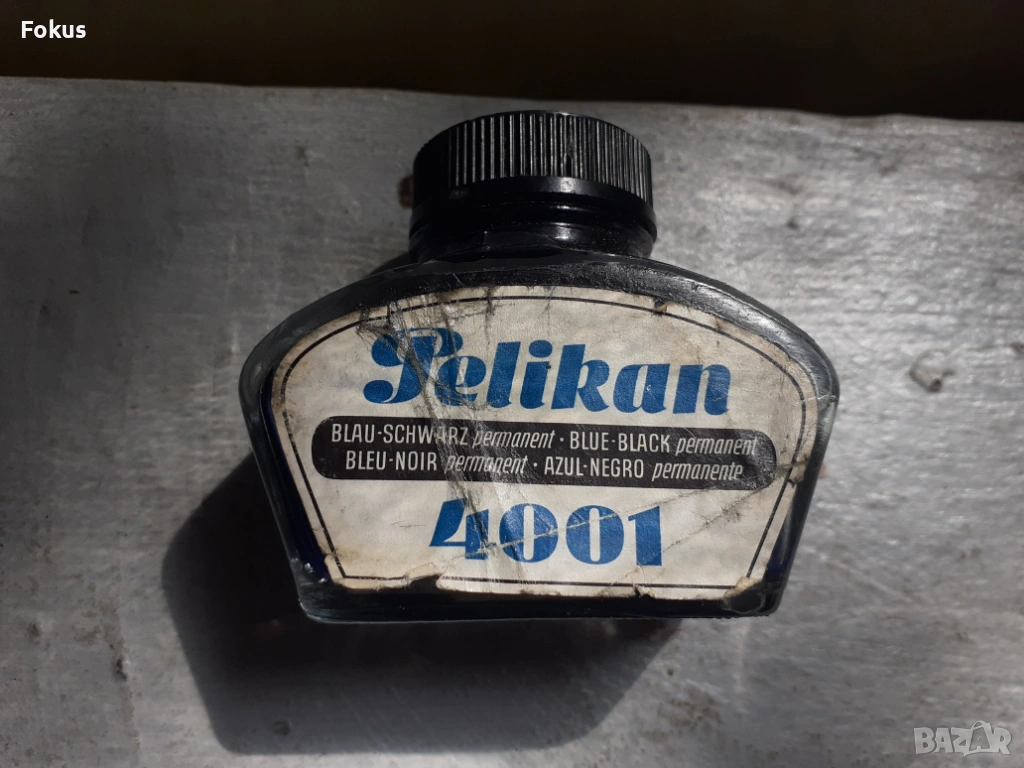 Fokus
Pelikan
BLAU-SCHWARZ permanent · BLUE-BLACK permanent
BLEU-NOIR permanent · AZUL-NEGRO permanente
4001
BAZAR